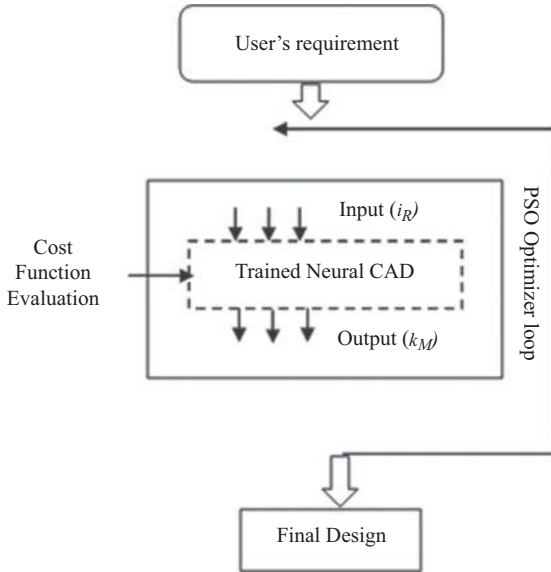 User's requirement
Input (i_R)
Cost
Function
Evaluation
Trained Neural CAD
Output (k_M)
PSO Optimizer loop
Final Design